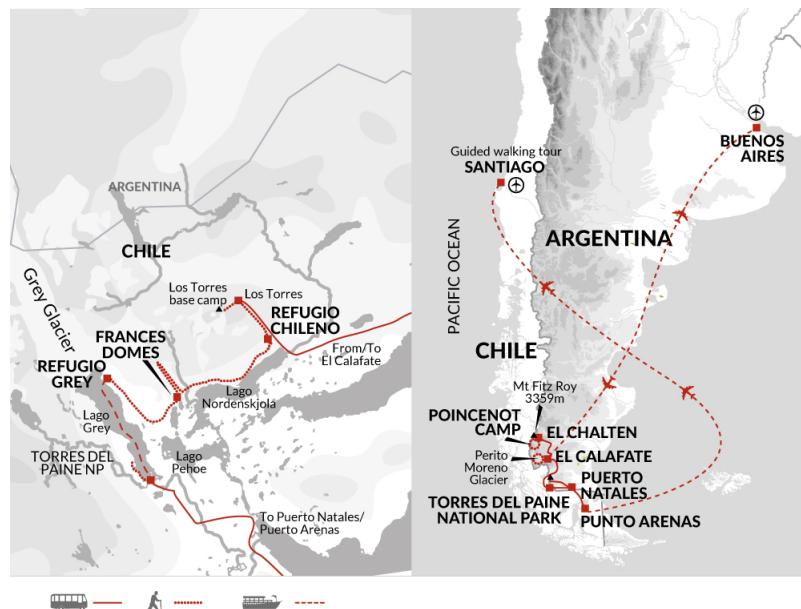 ARGENTINA
CHILE
Grey Glacier
Los Torres
base camp
Los Torres
REFUGIO
CHILENO
FRANCES
DOMES
From/To
El Calafate
REFUGIO
GREY
Lago
Nordenskjola
Lago
Grey
Lago
Pehoe
TORRES DEL
PAINE NP
To Puerto Natales/
Puerto Arenas
Guided walking tour
SANTIAGO
BUENOS
AIRES
PACIFIC OCEAN
ARGENTINA
CHILE
Mt Fitz Roy
3359m
POINCENOT
CAMP
EL CHALTEN
Perito
Moreno
Glacier
EL CALAFATE
PUERTO
NATALES
TORRES DEL PAINE
NATIONAL PARK
PUNTO ARENAS